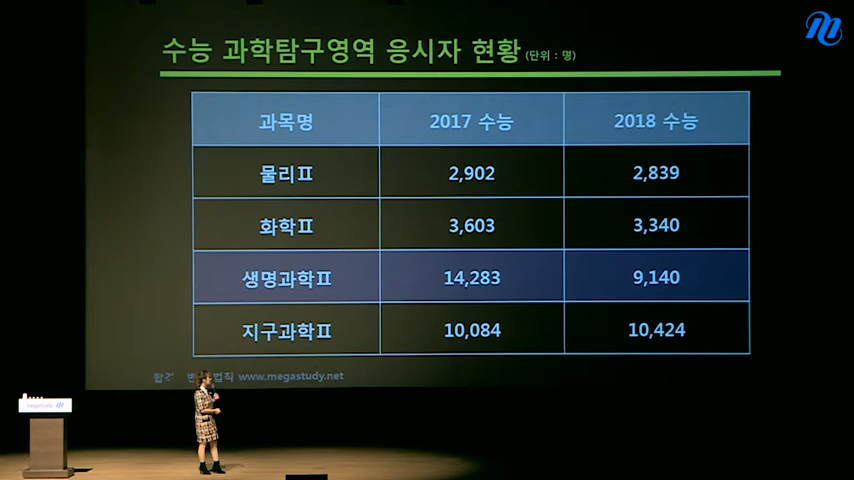 수능 과학탐구영역 응시자 현황 (단위 : 명)
과목명 2017 수능 2018 수능
물리Ⅱ 2,902 2,839
화학Ⅱ 3,603 3,340
생명과학Ⅱ 14,283 9,140
지구과학Ⅱ 10,084 10,424
법칙 www.megastudy.net
megastudy